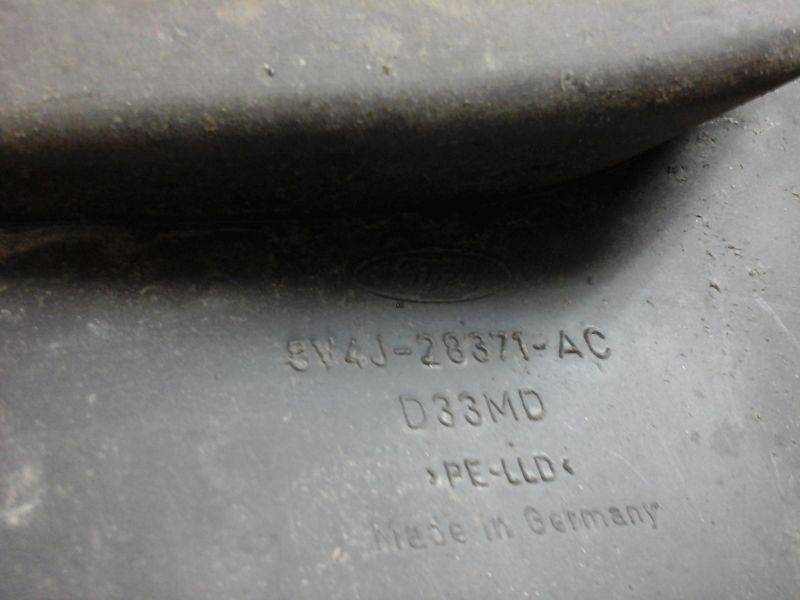 8V4J-28371-AC
D33MD
>PE-LLD<
Made in Germany